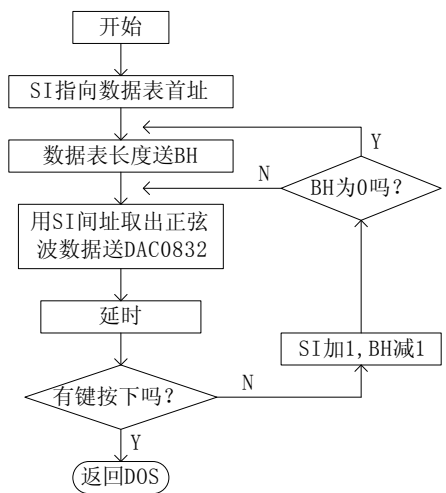 开始
SI指向数据表首址
Y
数据表长度送BH
N
BH为0吗?
用SI间址取出正弦
波数据送DAC0832
延时
SI加1,BH减1
有键按下吗?
N
Y
返回DOS